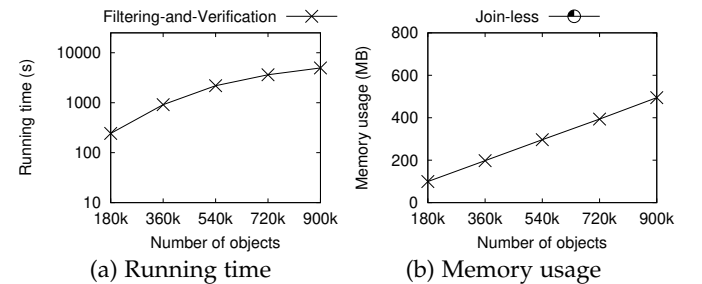 Filtering-and-Verification
Join-less
Running time (s)
10000
1000
100
10
180k 360k 540k 720k 900k
Number of objects
(a) Running time
Memory usage (MB)
800
600
400
200
0
180k 360k 540k 720k 900k
Number of objects
(b) Memory usage